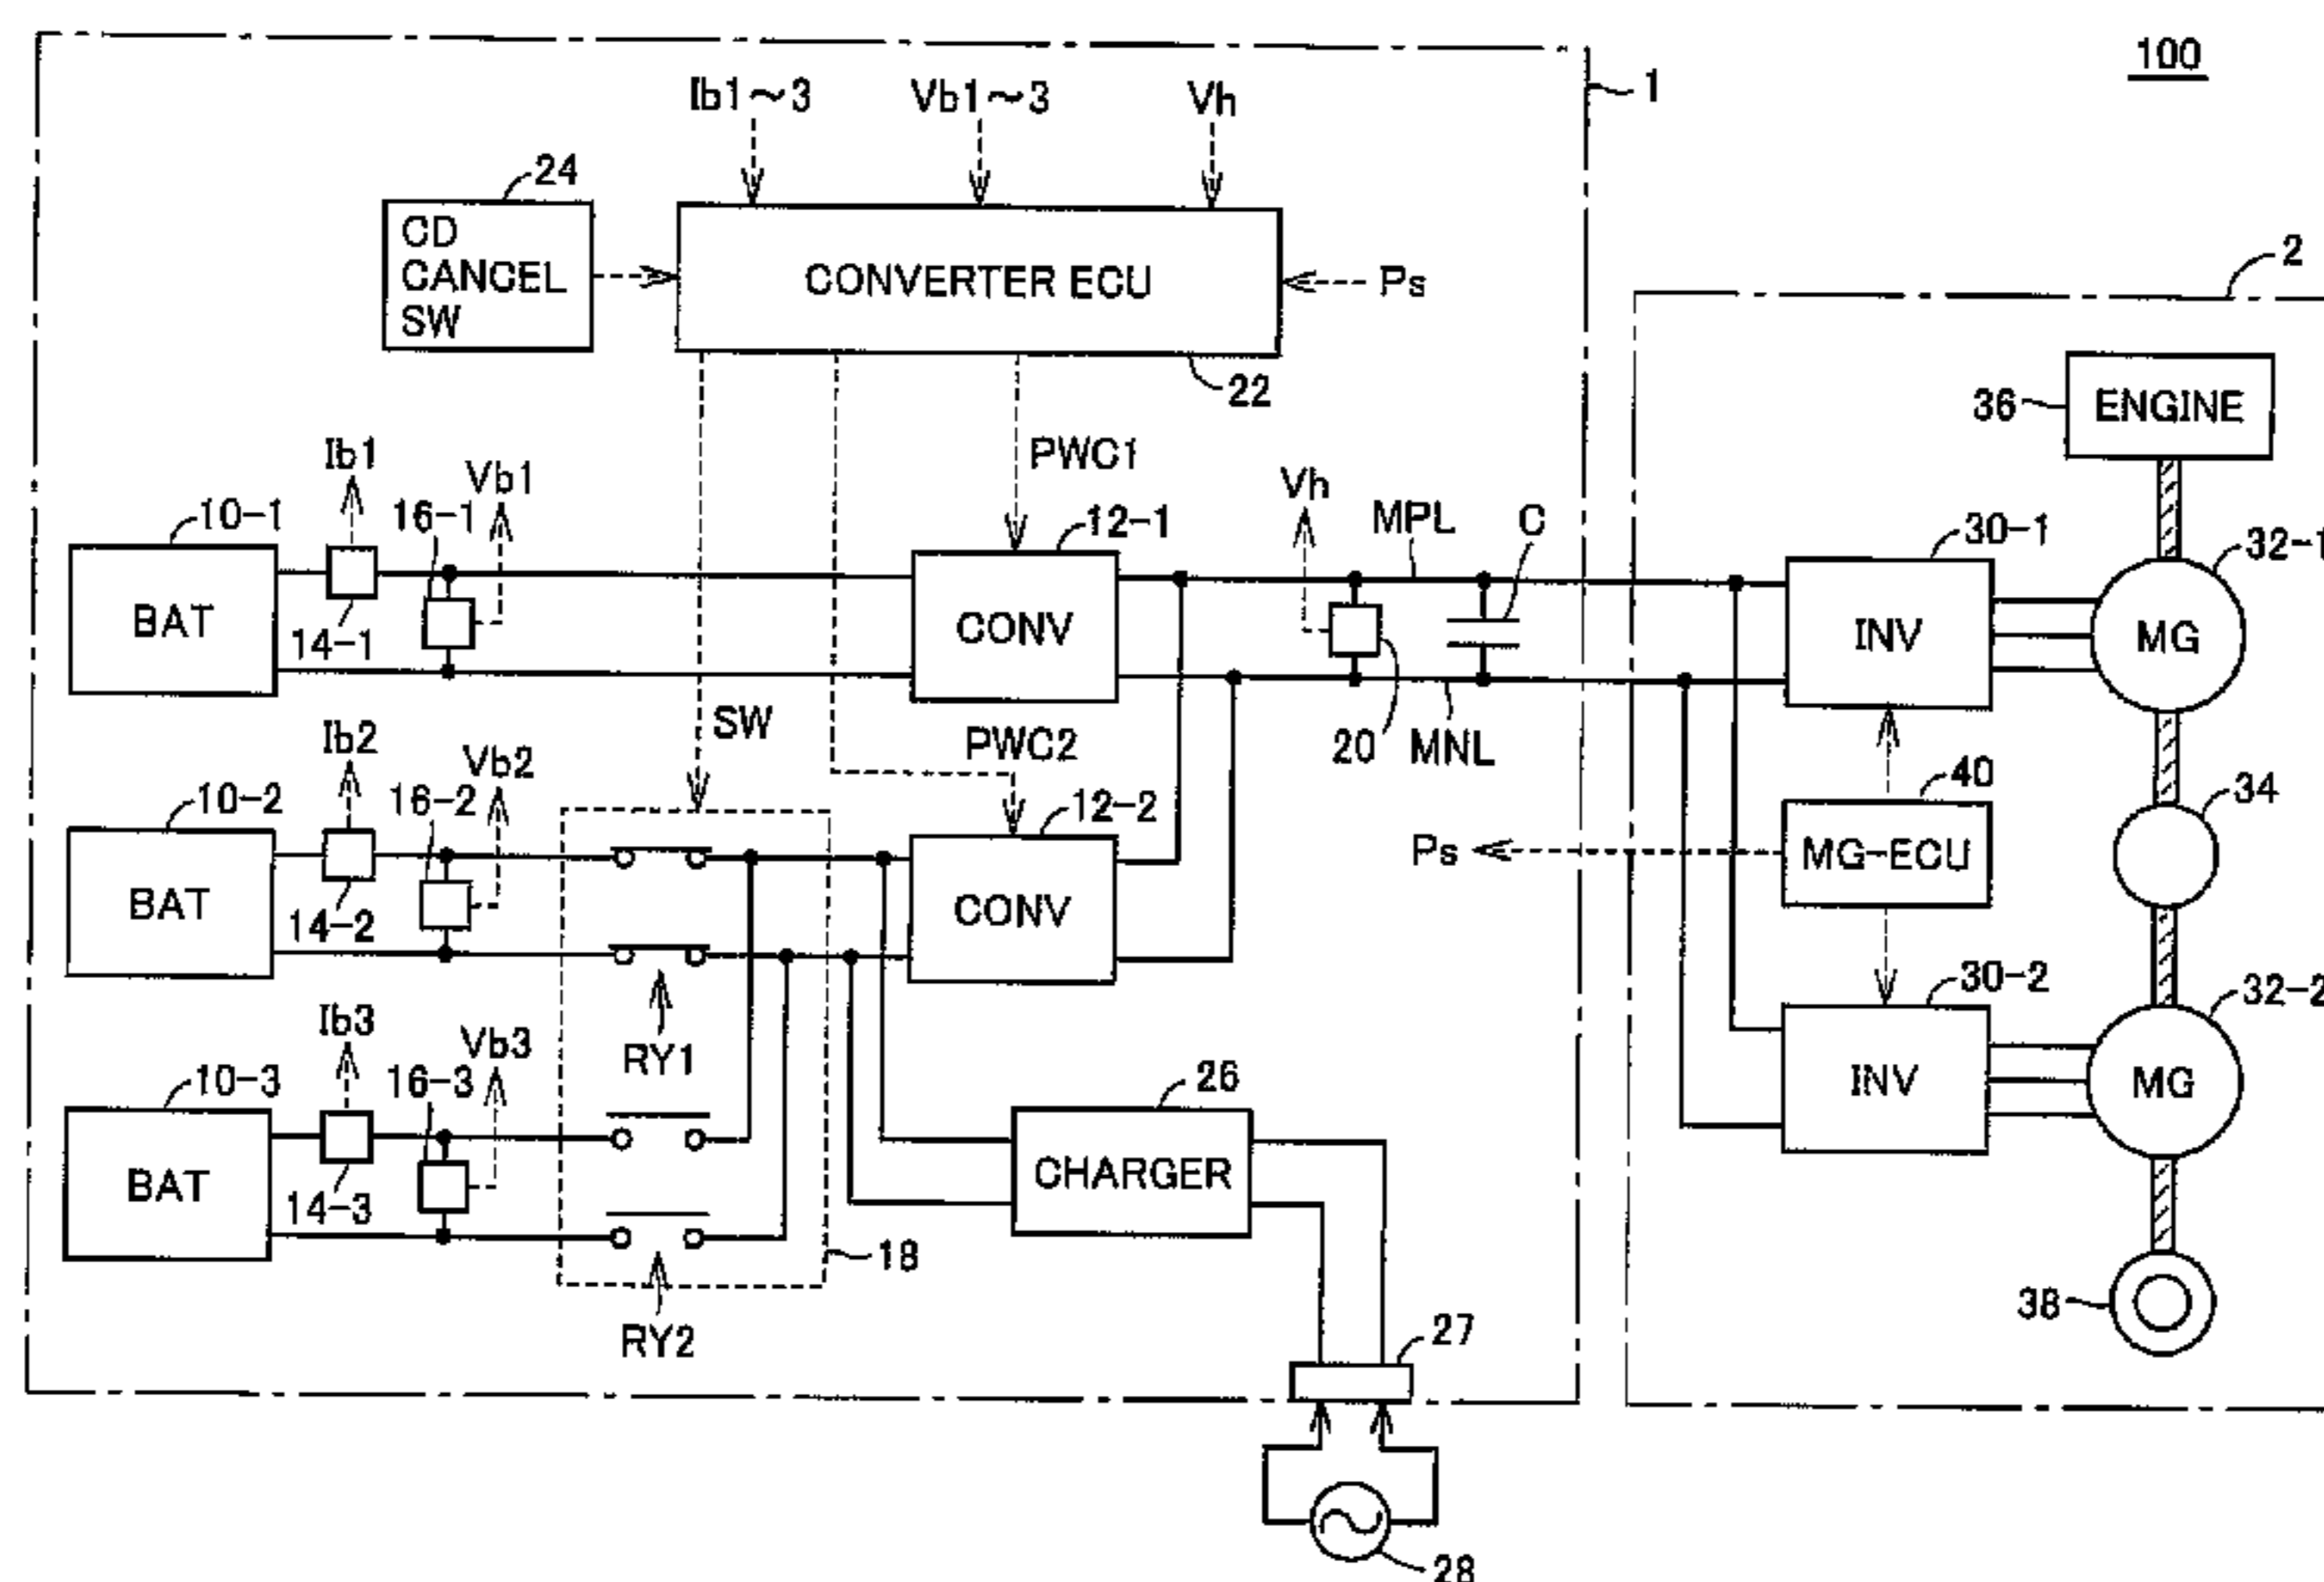 100
Ib1~3
Vb1~3
Vh
1
24
CD
CANCEL
SW
CONVERTER ECU
Ps
2
22
36
ENGINE
Ib1
Vb1
PWC1
Vh
MPL
C
10-1
16-1
12-1
30-1
32-1
BAT
14-1
CONV
INV
MG
SW
PWC2
20
MNL
Ib2
Vb2
10-2
16-2
12-2
40
34
BAT
14-2
CONV
Ps
MG-ECU
30-2
32-2
Ib3
Vb3
RY1
10-3
16-3
26
INV
MG
BAT
14-3
CHARGER
18
38
RY2
27
28